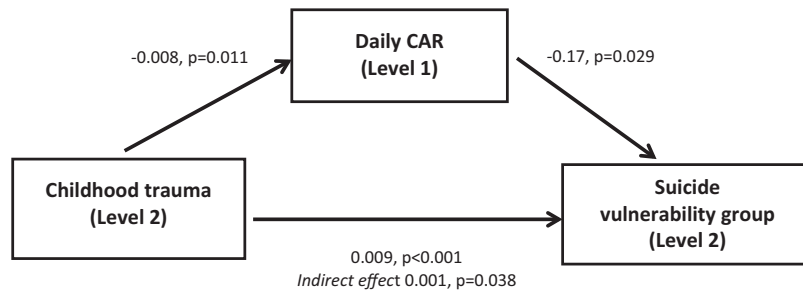 Daily CAR
(Level 1)
-0.008, p=0.011
-0.17, p=0.029
Childhood trauma
(Level 2)
Suicide
vulnerability group
(Level 2)
0.009, p<0.001
Indirect effect 0.001, p=0.038